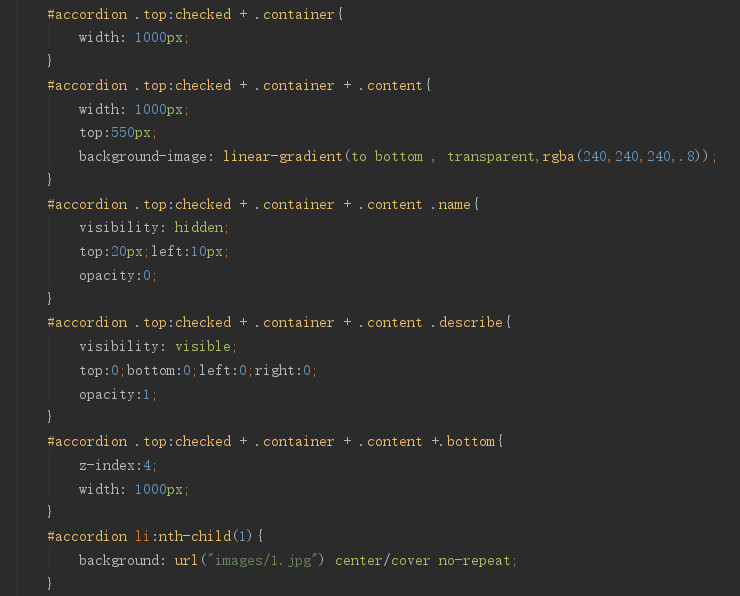 #accordion .top:checked + .container{
    width: 1000px;
}
#accordion .top:checked + .container + .content{
    width: 1000px;
    top:550px;
    background-image: linear-gradient(to bottom , transparent,rgba(240,240,240,.8));
}
#accordion .top:checked + .container + .content .name{
    visibility: hidden;
    top:20px;left:10px;
    opacity:0;
}
#accordion .top:checked + .container + .content .describe{
    visibility: visible;
    top:0;bottom:0;left:0;right:0;
    opacity:1;
}
#accordion .top:checked + .container + .content +.bottom{
    z-index:4;
    width: 1000px;
}
#accordion li:nth-child(1){
    background: url("images/1.jpg") center/cover no-repeat;
}